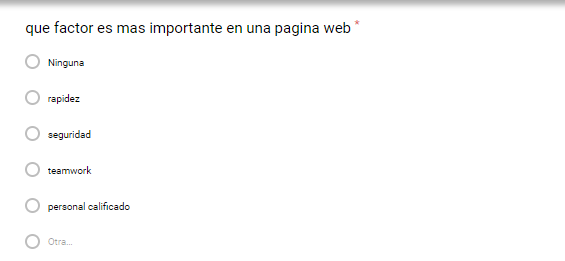 que factor es mas importante en una pagina web *
Ninguna
rapidez
seguridad
teamwork
personal calificado
Otra...